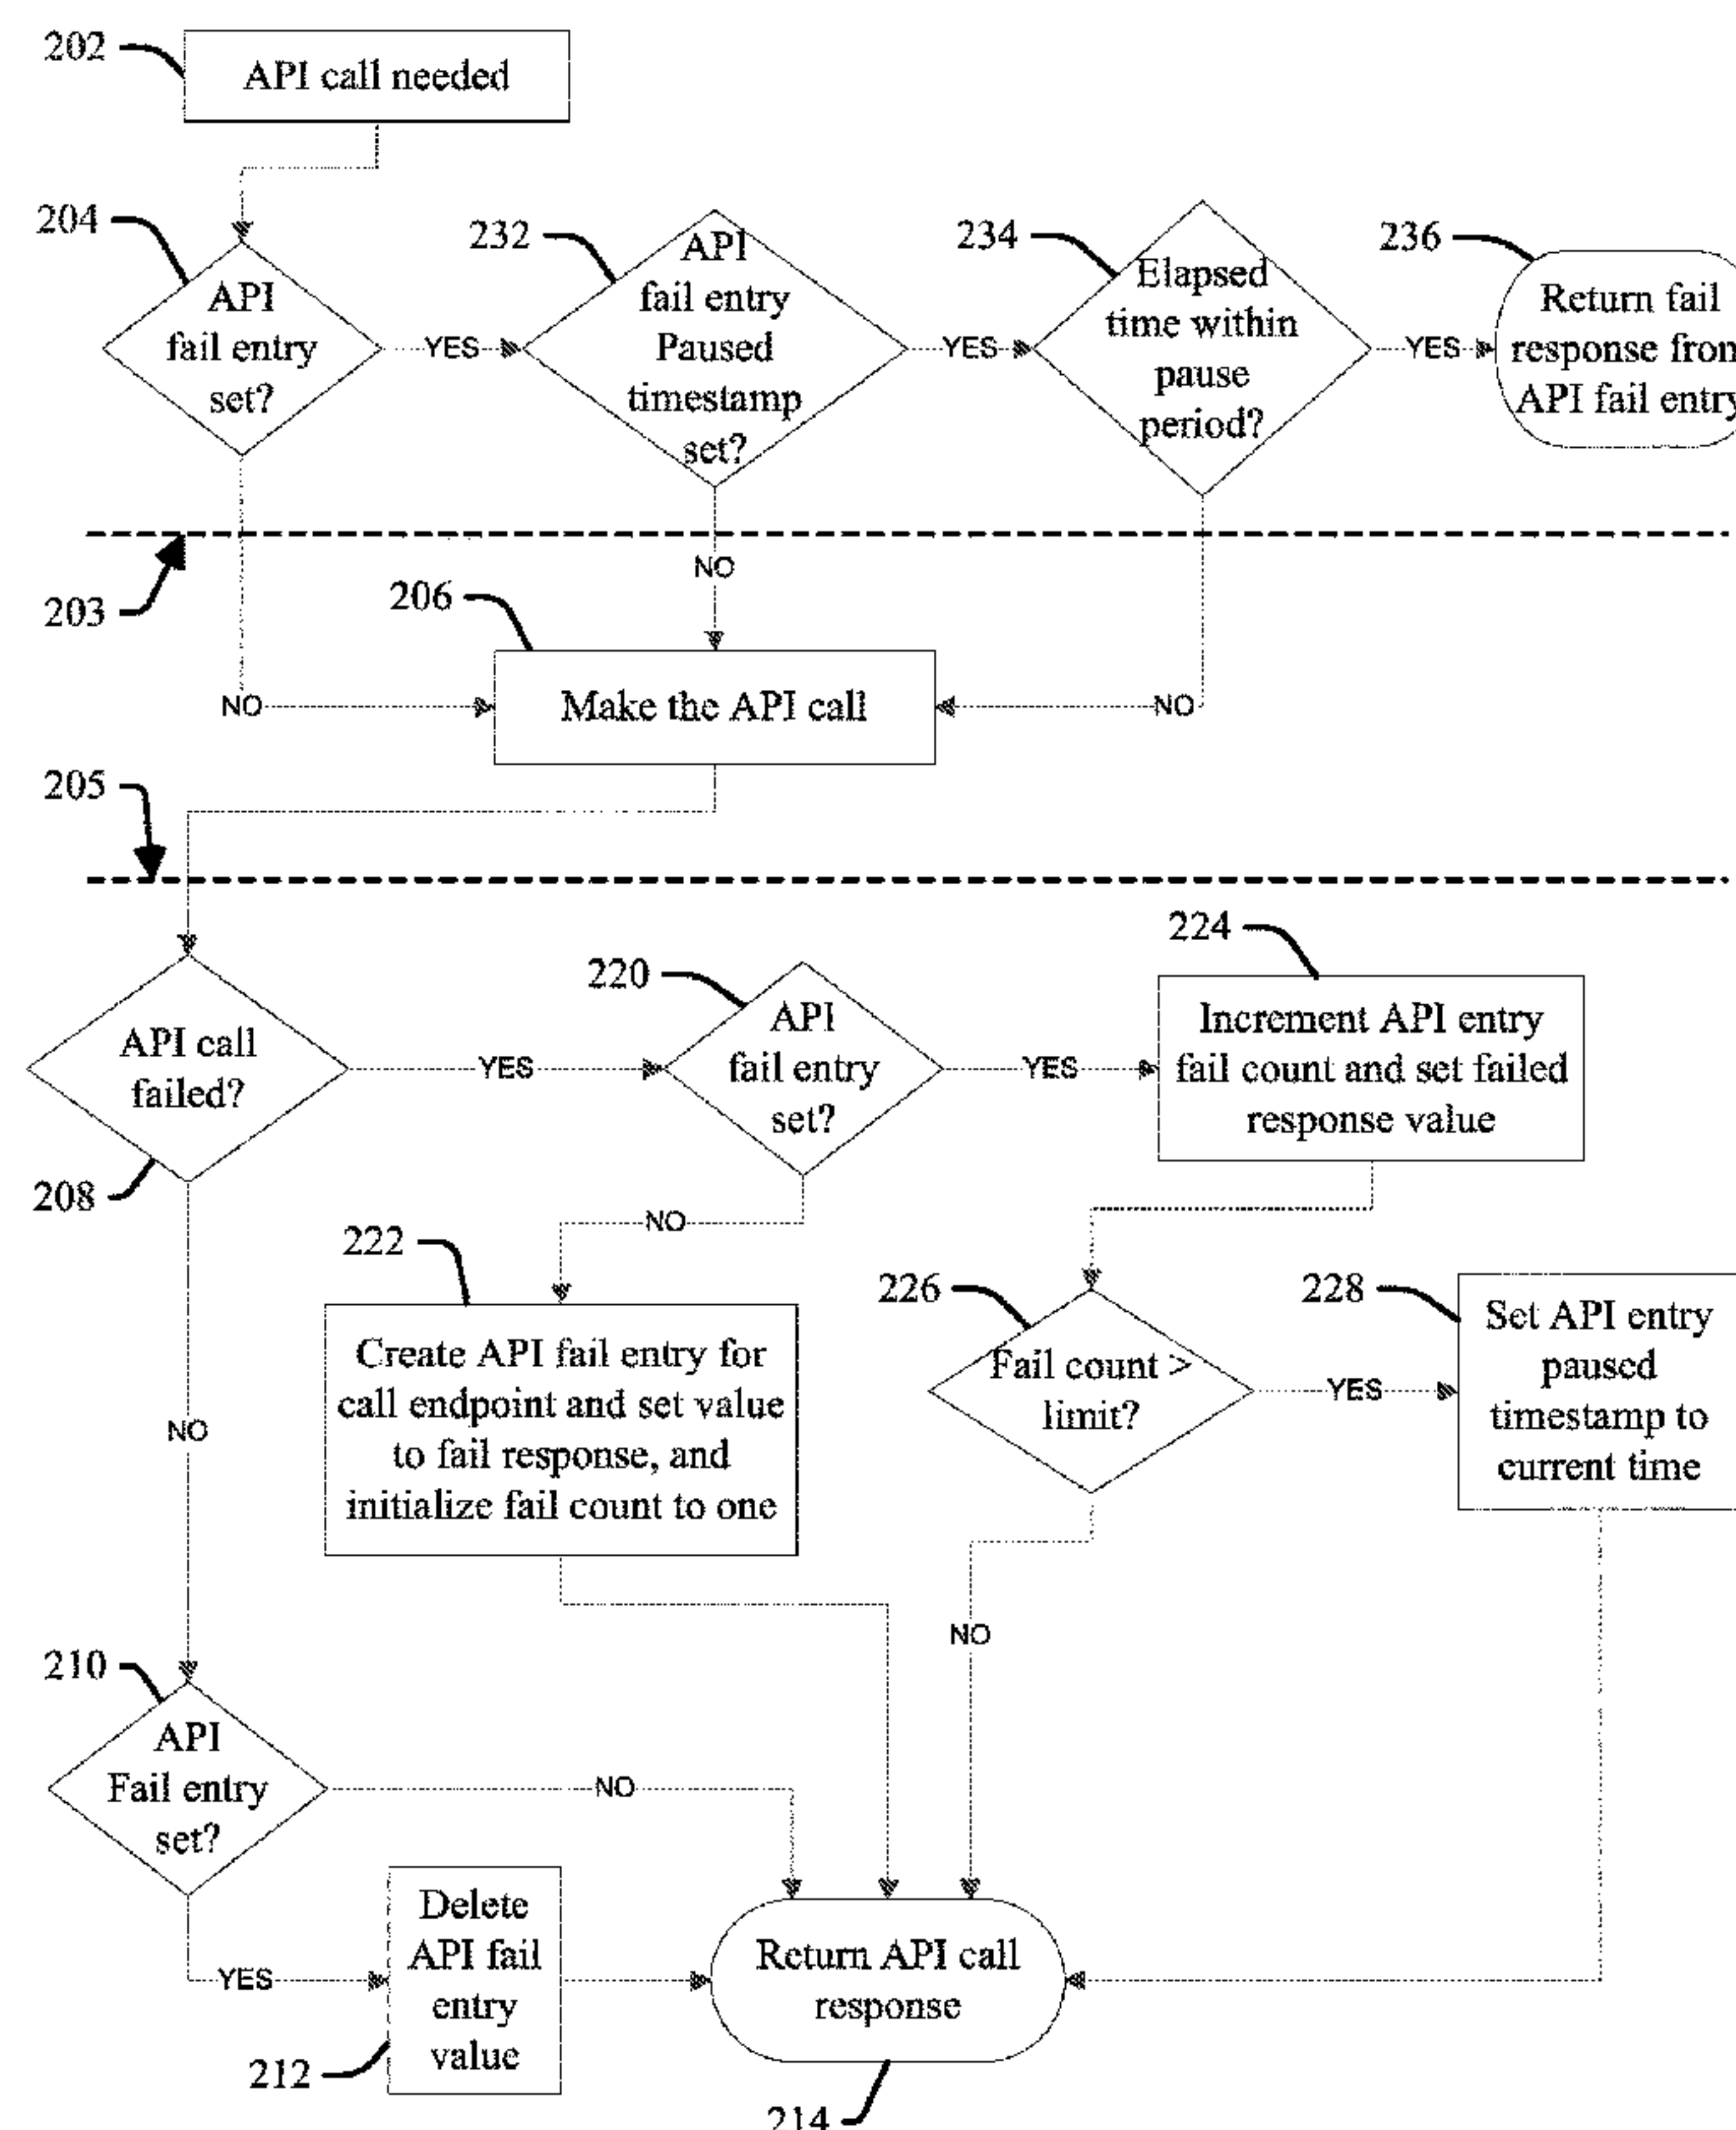 202
API call needed
204
API
fail entry
set?
YES
232
API
fail entry
Paused
timestamp
set?
YES
234
Elapsed
time within
pause
period?
YES
236
Return fail
response
API fail
203
NO
206
NO
Make the API call
NO
205
208
API call
failed?
YES
220
API
fail entry
set?
YES
224
Increment API entry
fail count and set failed
response value
NO
222
Create API fail entry for
call endpoint and set value
to fail response, and
initialize fail count to one
226
Fail count >
limit?
YES
228
Set API entry
paused
timestamp to
current time
NO
NO
210
API
Fail entry
set?
NO
YES
212
Delete
API fail
entry
value
Return API call
response
214